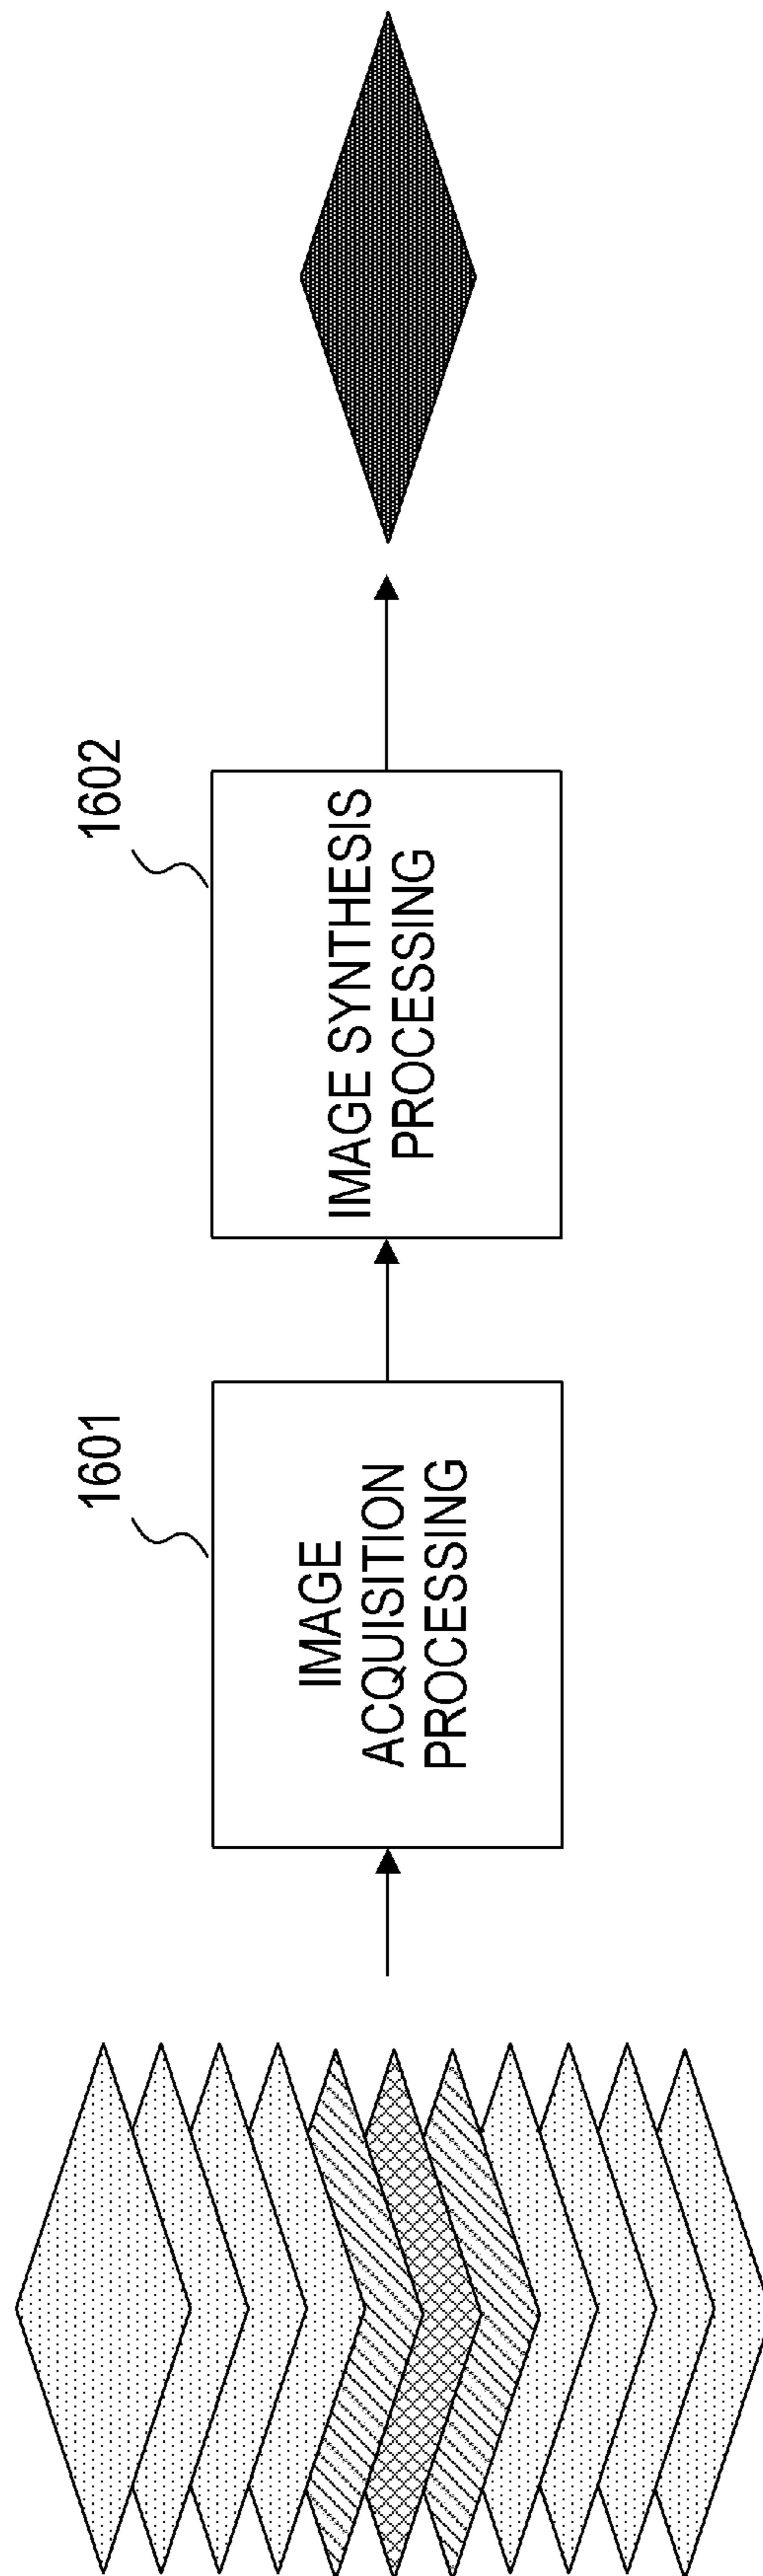 1601
IMAGE
ACQUISITION
PROCESSING
1602
IMAGE SYNTHESIS
PROCESSING